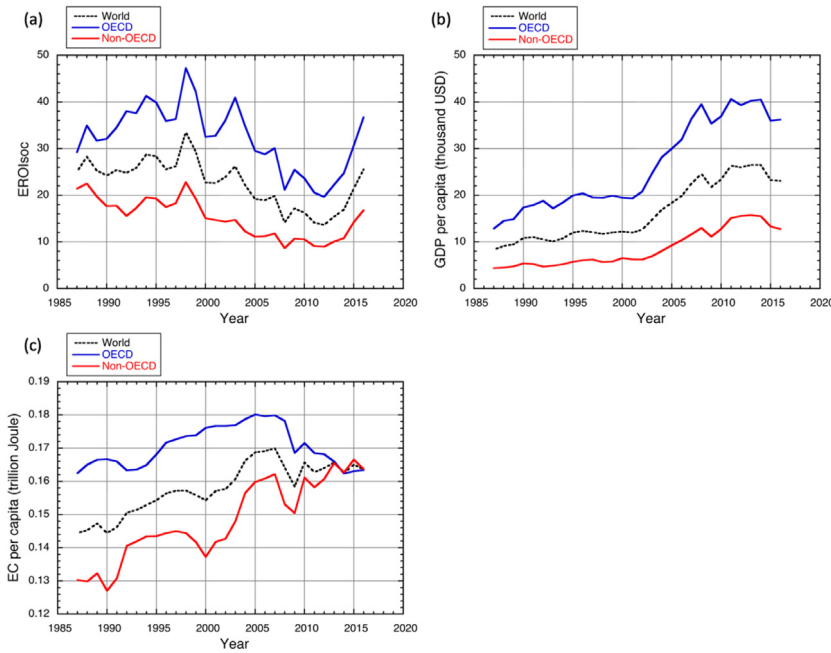 (a)
World
OECD
Non-OECD
50
40
30
20
10
0
EROIsoc
1985 1990 1995 2000 2005 2010 2015 2020
Year
(b)
World
OECD
Non-OECD
50
40
30
20
10
0
GDP per capita (thousand USD)
1985 1990 1995 2000 2005 2010 2015 2020
Year
(c)
World
OECD
Non-OECD
0.19
0.18
0.17
0.16
0.15
0.14
0.13
0.12
EC per capita (trillion Joule)
1985 1990 1995 2000 2005 2010 2015 2020
Year